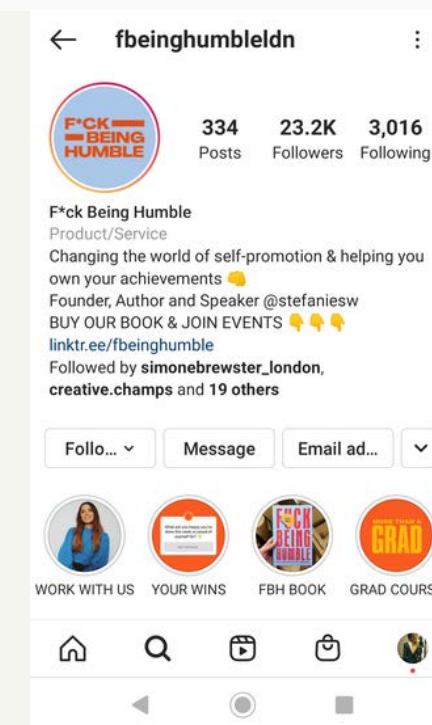 fbeinghumbleldn
F*CK
BEING
HUMBLE
334
23.2K
3,016
Posts
Followers
Following
F*ck Being Humble
Product/Service
Changing the world of self-promotion & helping you
own your achievements 👊
Founder, Author and Speaker @stefaniesw
BUY OUR BOOK & JOIN EVENTS 👇👇👇
linktr.ee/fbeinghumble
Followed by simonebrewster_london,
creative.champs and 19 others
Follo...
Message
Email ad...
F*CK
BEING
HUMBLE
MORE THAN A
GRAD
WORK WITH US
YOUR WINS
FBH BOOK
GRAD COURS